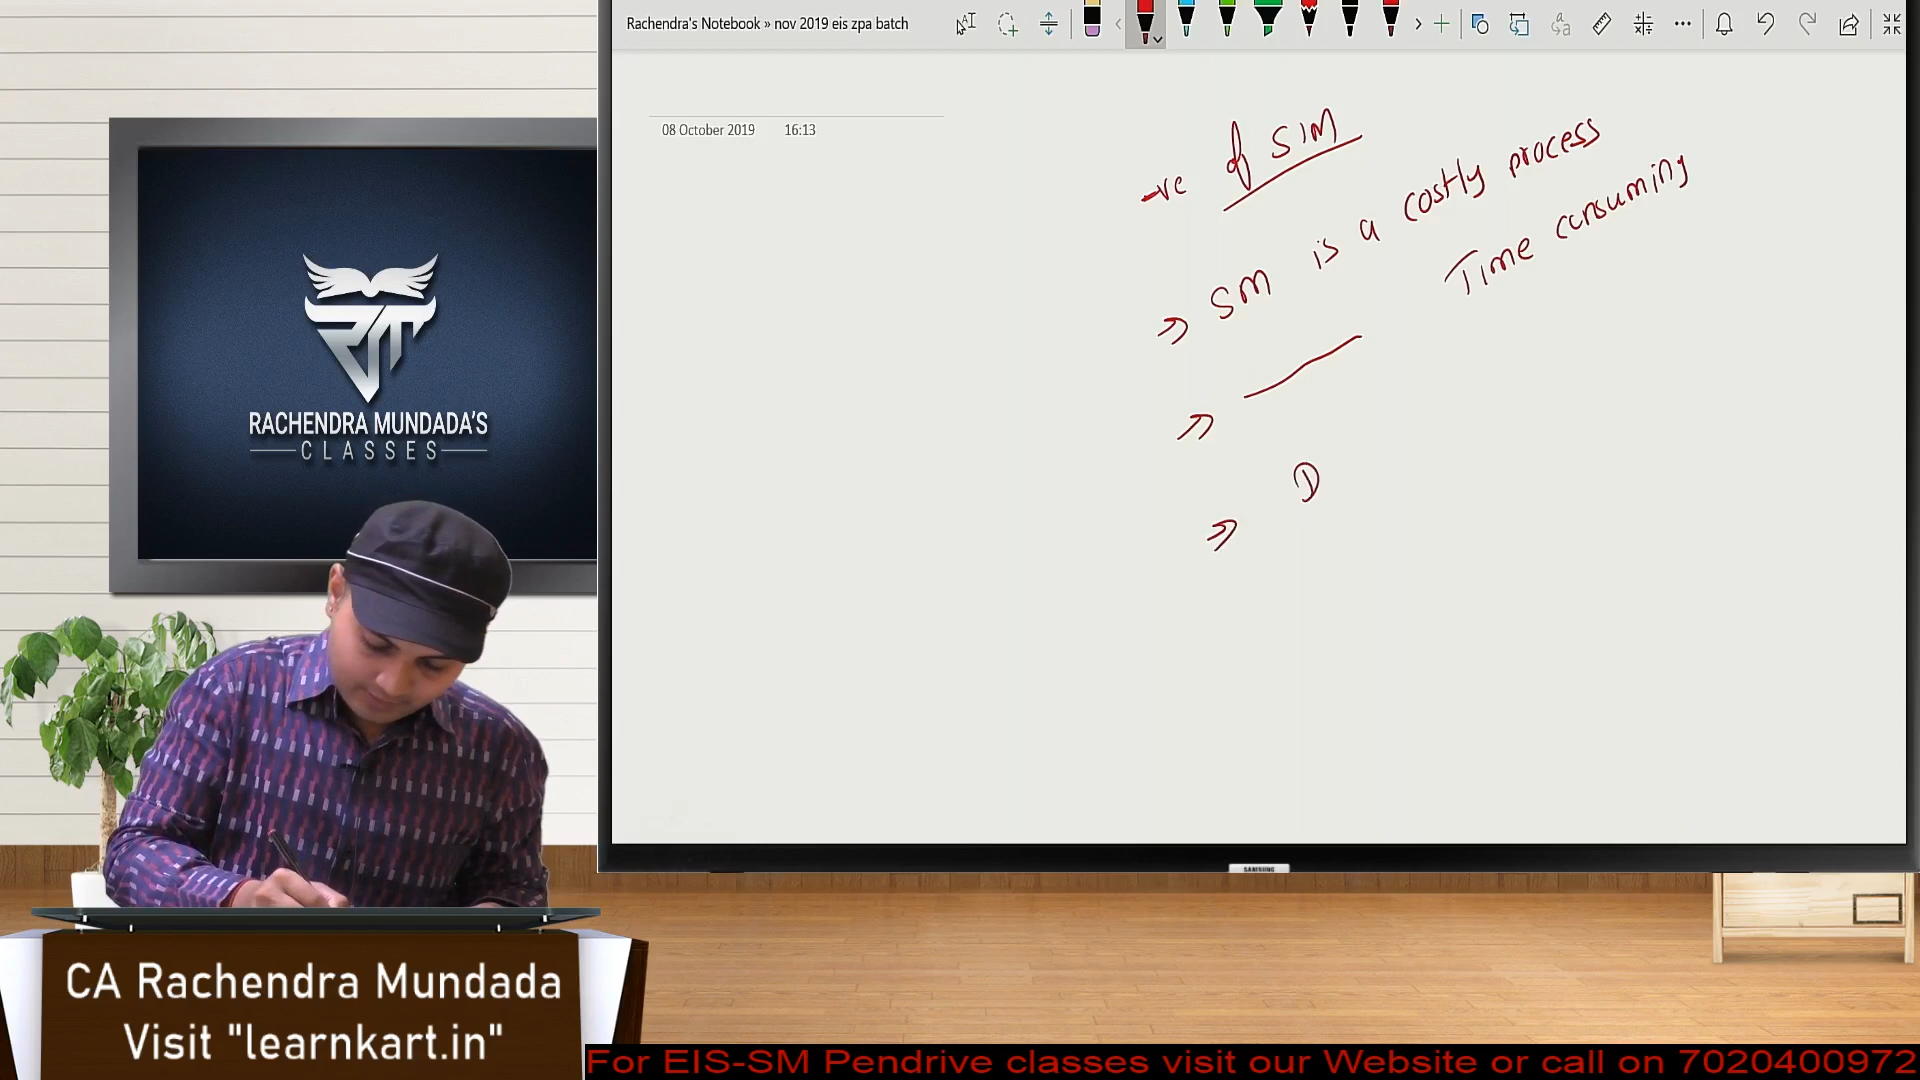 Rachendra's Notebook » nov 2019 eis zpa batch
08 October 2019 16:13
-ve of SIM
⇒ SM is a costly process
Time consuming
⇒
⇒ D
RACHENDRA MUNDADA'S
CLASSES
SAMSUNG
CA Rachendra Mundada
Visit "learnkart.in"
For EIS-SM Pendrive classes visit our Website or call on 7020400972